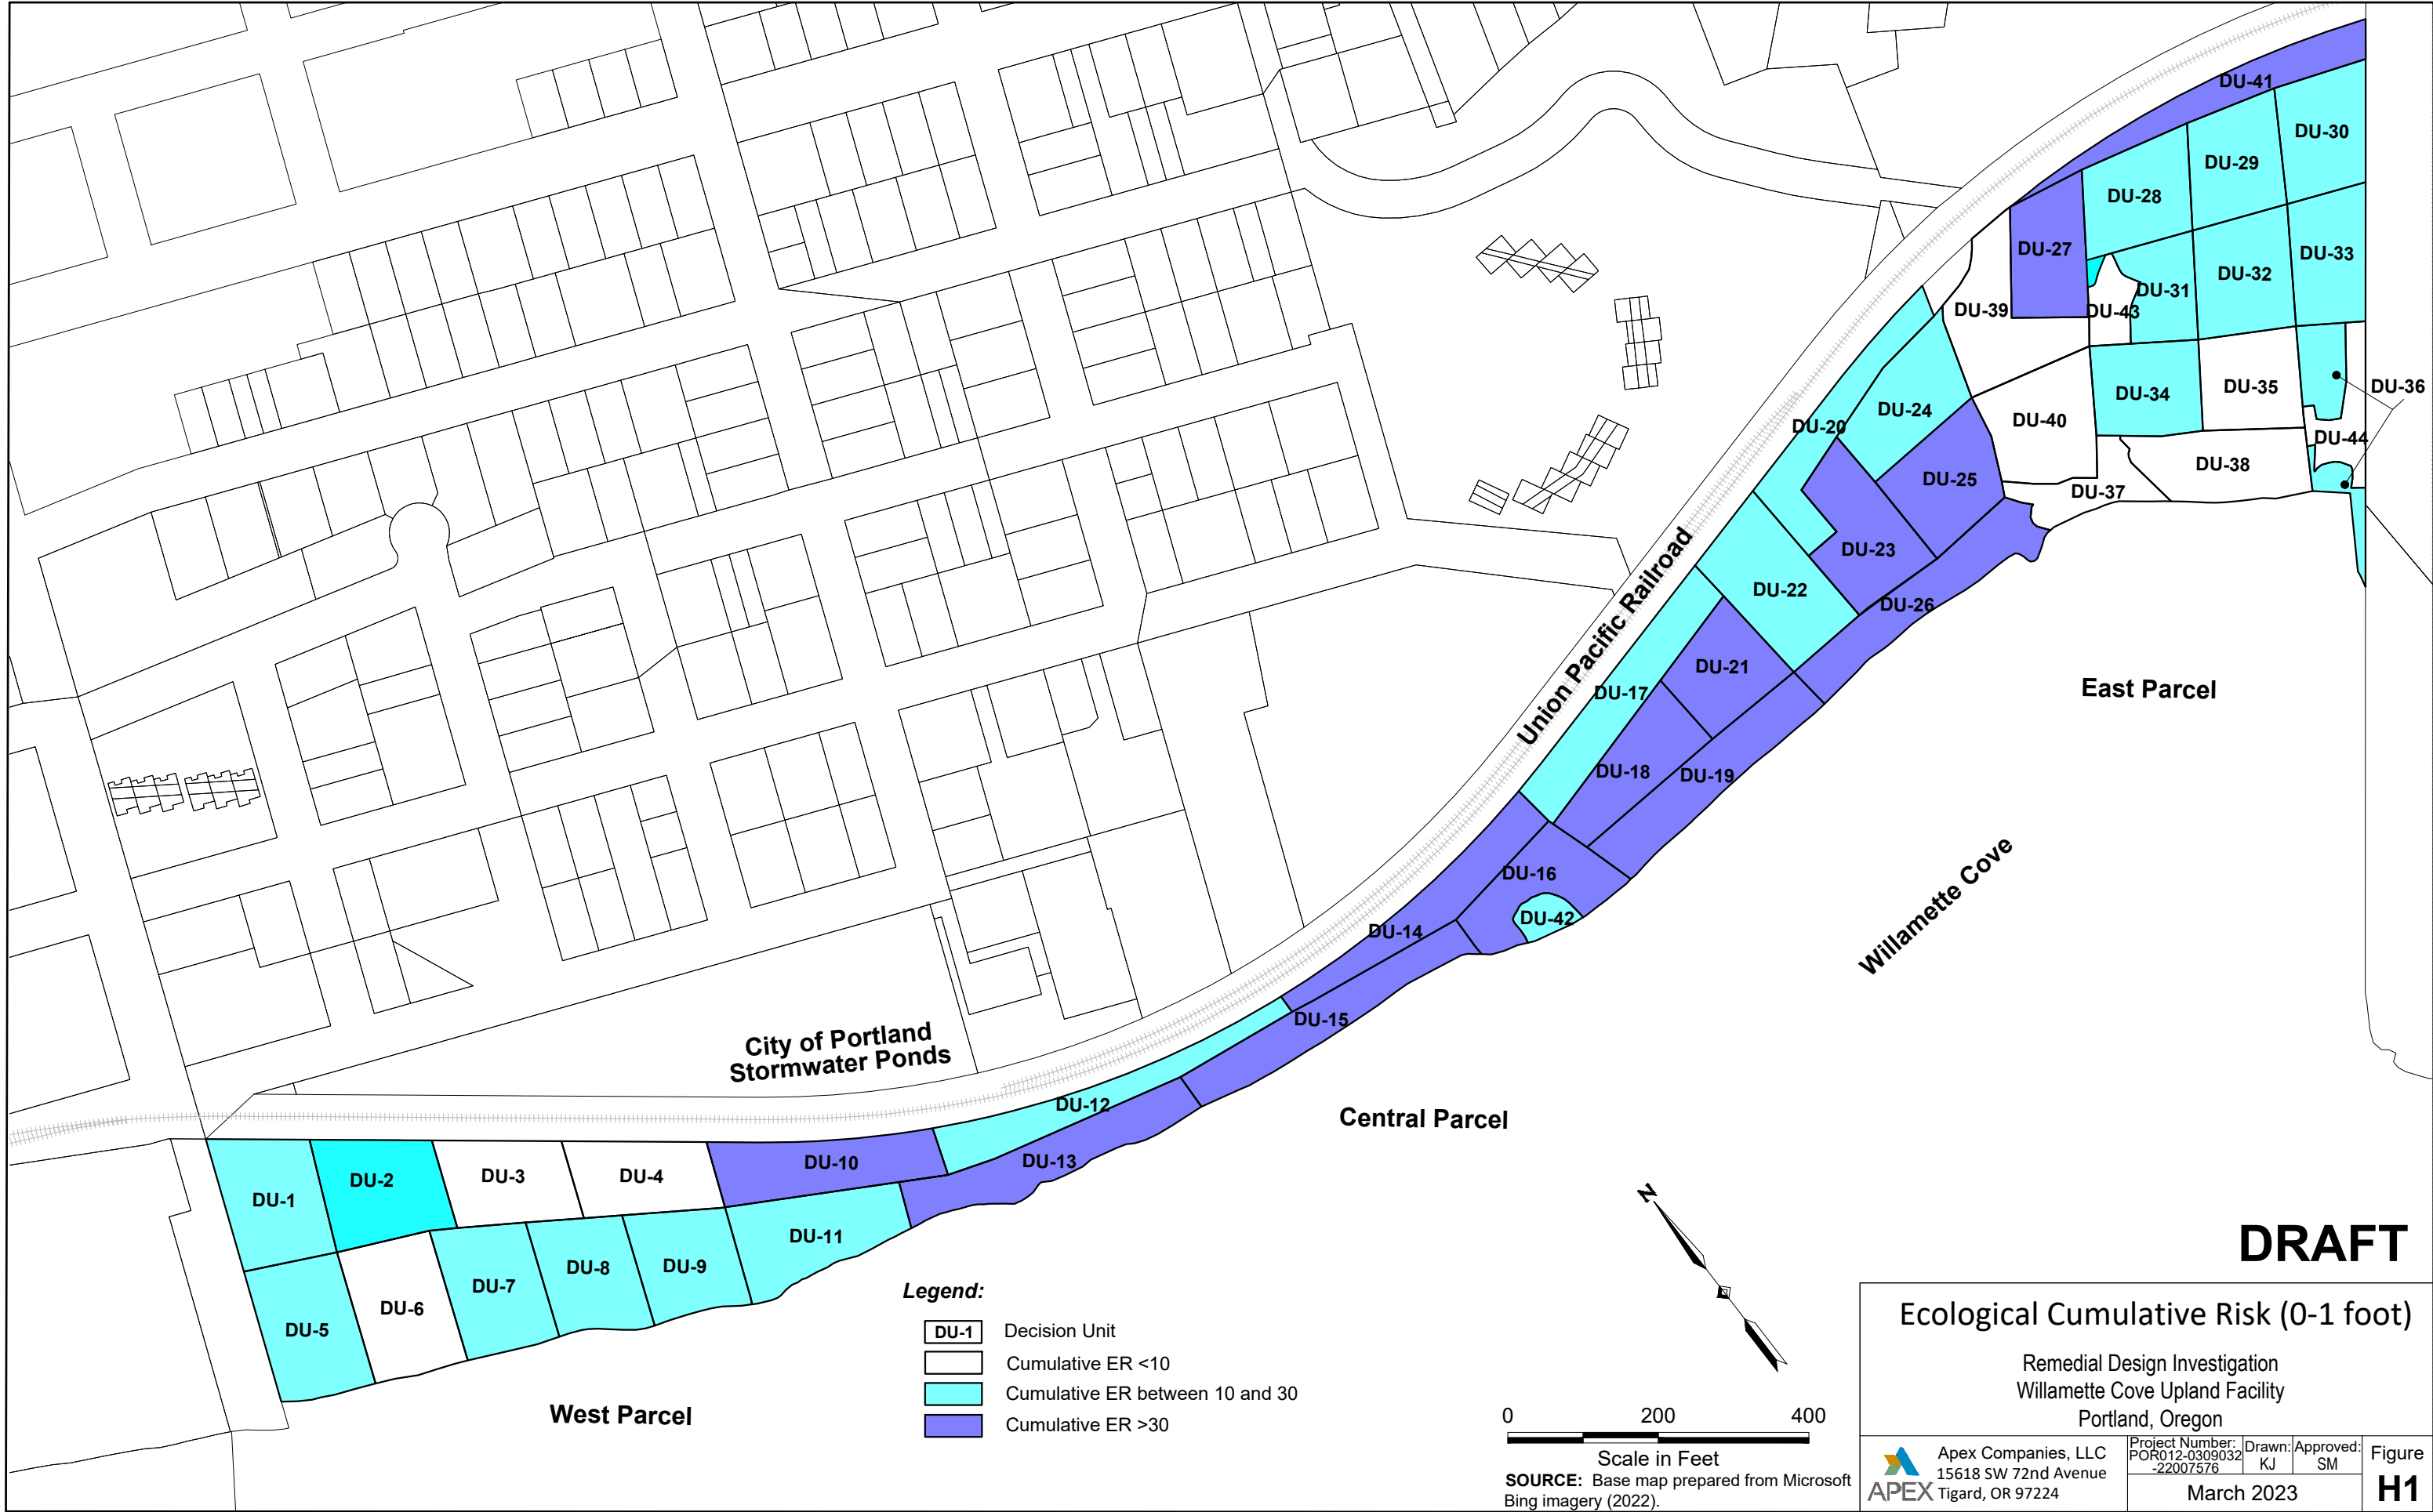 DU-41
DU-30
DU-29
DU-28
DU-27
DU-33
DU-32
DU-31
DU-39
DU-43
DU-36
DU-35
DU-34
DU-24
DU-40
DU-20
DU-44
DU-38
DU-25
DU-37
DU-23
DU-22
DU-26
Union Pacific Railroad
DU-21
East Parcel
DU-17
DU-18
DU-19
DU-16
Willamette Cove
DU-42
DU-14
DU-15
City of Portland
Stormwater Ponds
DU-12
Central Parcel
DU-13
DU-10
DU-4
DU-3
DU-2
DU-1
DU-11
DU-9
DU-8
DU-7
DU-6
DU-5
West Parcel
Legend:
DU-1 Decision Unit
Cumulative ER <10
Cumulative ER between 10 and 30
Cumulative ER >30
N
0 200 400
Scale in Feet
SOURCE: Base map prepared from Microsoft
Bing imagery (2022).
DRAFT
Ecological Cumulative Risk (0-1 foot)
Remedial Design Investigation
Willamette Cove Upland Facility
Portland, Oregon
APEX
Apex Companies, LLC
15618 SW 72nd Avenue
Tigard, OR 97224
Project Number:
POR012-0309032
-22007576
Drawn:
KJ
Approved:
SM
March 2023
Figure
H1